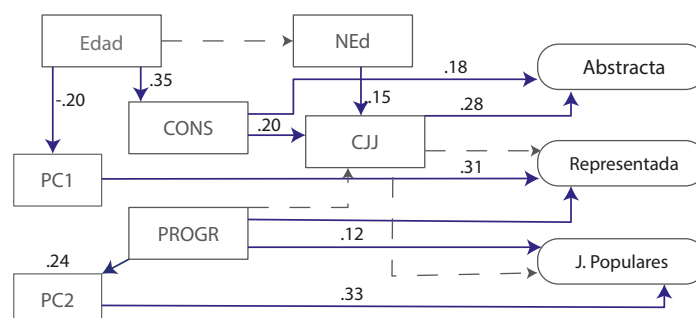 Edad
NEd
-.20
.35
.18
Abstracta
CONS
.20
.15
.28
CJJ
PC1
.31
Representada
PROGR
.12
.24
J. Populares
PC2
.33